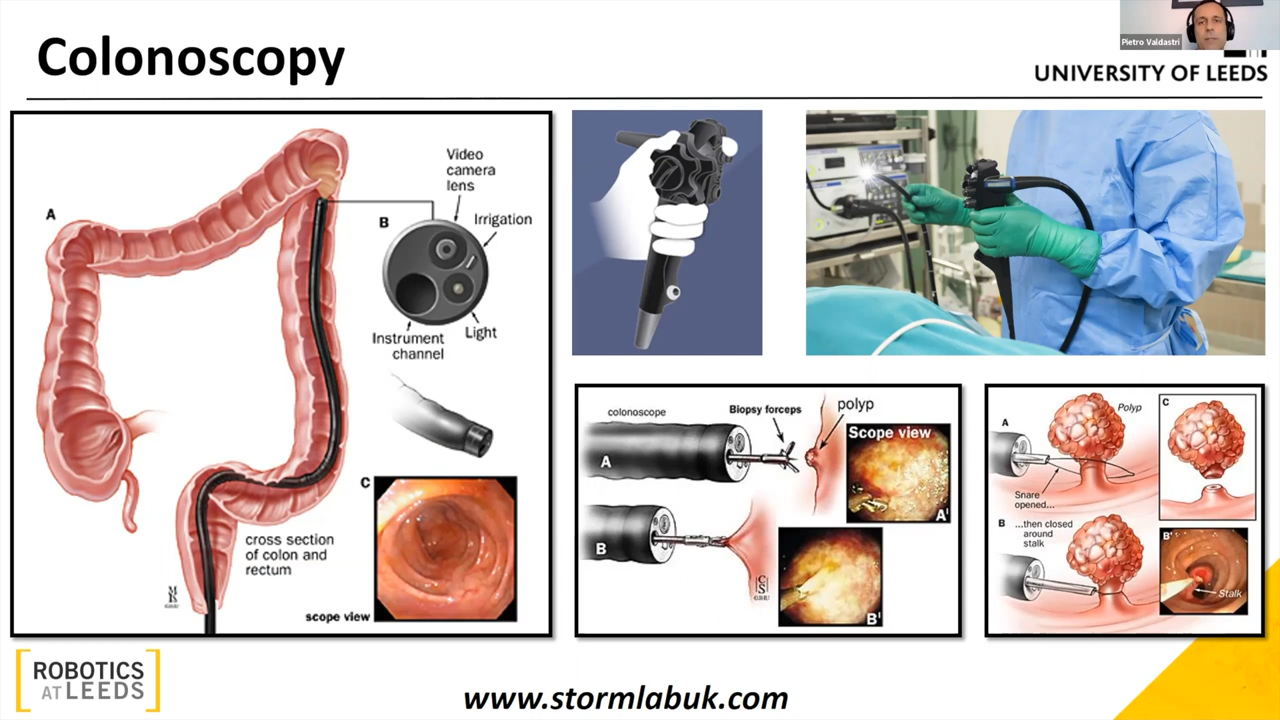 Colonoscopy
Pietro Valdastri
UNIVERSITY OF LEEDS
A
Video
camera
lens
B
Irrigation
Instrument
channel
Light
cross section
of colon and
rectum
C
scope view
colonoscope
Biopsy forceps
polyp
A
Scope view
A'
B
B'
A
Polyp
Snare
opened...
B
...then closed
around
stalk
C
B'
Stalk
ROBOTICS
AT LEEDS
www.stormlabuk.com